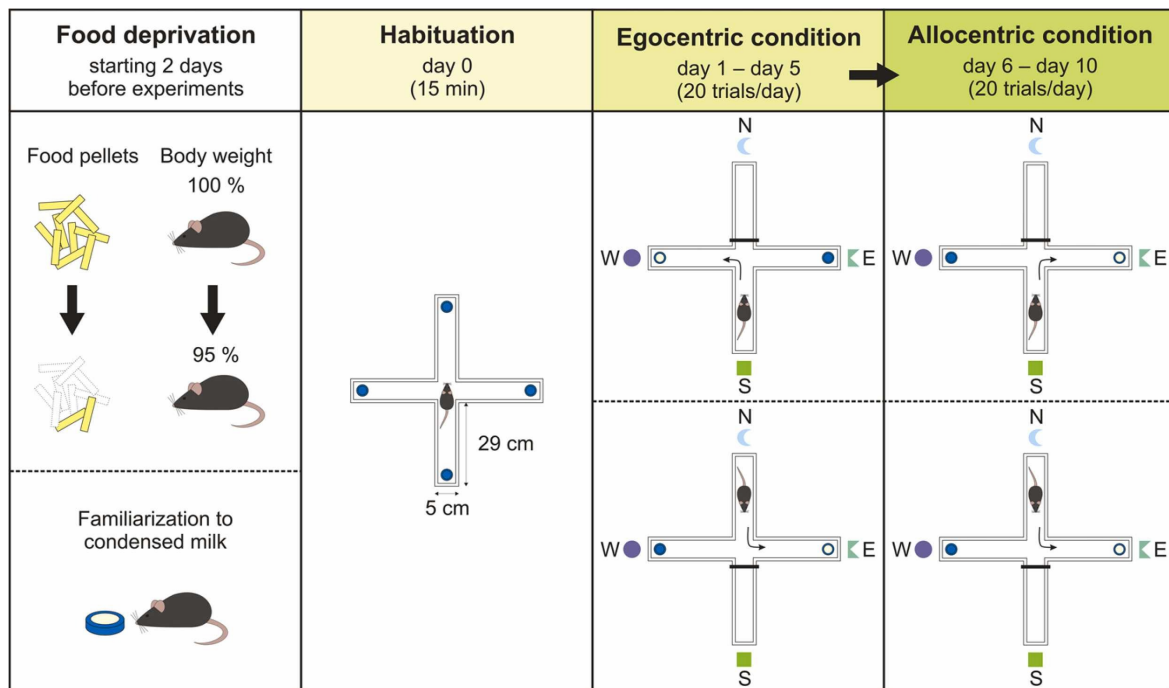 Food deprivation
starting 2 days
before experiments
Habituation
day 0
(15 min)
Egocentric condition
day 1 – day 5
(20 trials/day)
Allocentric condition
day 6 – day 10
(20 trials/day)
Food pellets
Body weight
100 %
95 %
Familiarization to
condensed milk
29 cm
5 cm
N
W
E
S
N
W
E
S
N
W
E
S
N
W
E
S